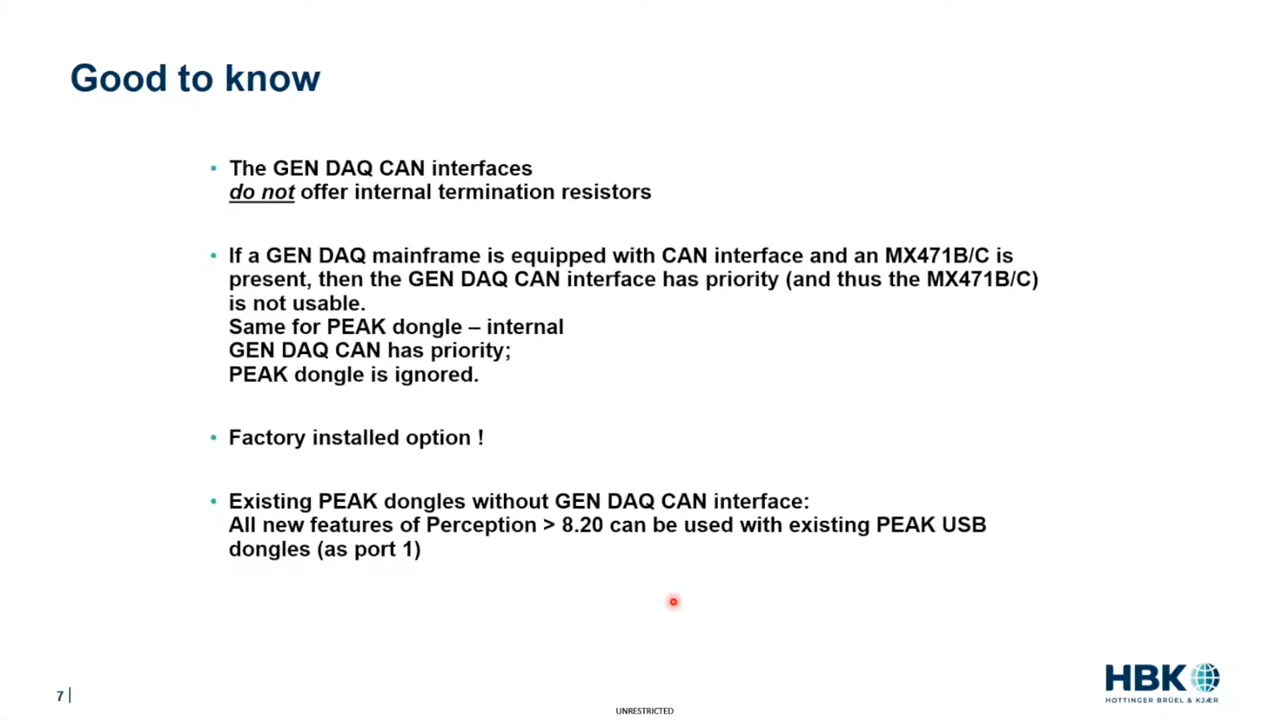 Good to know
• The GEN DAQ CAN interfaces
do not offer internal termination resistors
• If a GEN DAQ mainframe is equipped with CAN interface and an MX471B/C is
present, then the GEN DAQ CAN interface has priority (and thus the MX471B/C)
is not usable.
Same for PEAK dongle – internal
GEN DAQ CAN has priority;
PEAK dongle is ignored.
• Factory installed option !
• Existing PEAK dongles without GEN DAQ CAN interface:
All new features of Perception > 8.20 can be used with existing PEAK USB
dongles (as port 1)
HBK
HOTTINGER BRÜEL & KJÆR
7 |
UNRESTRICTED